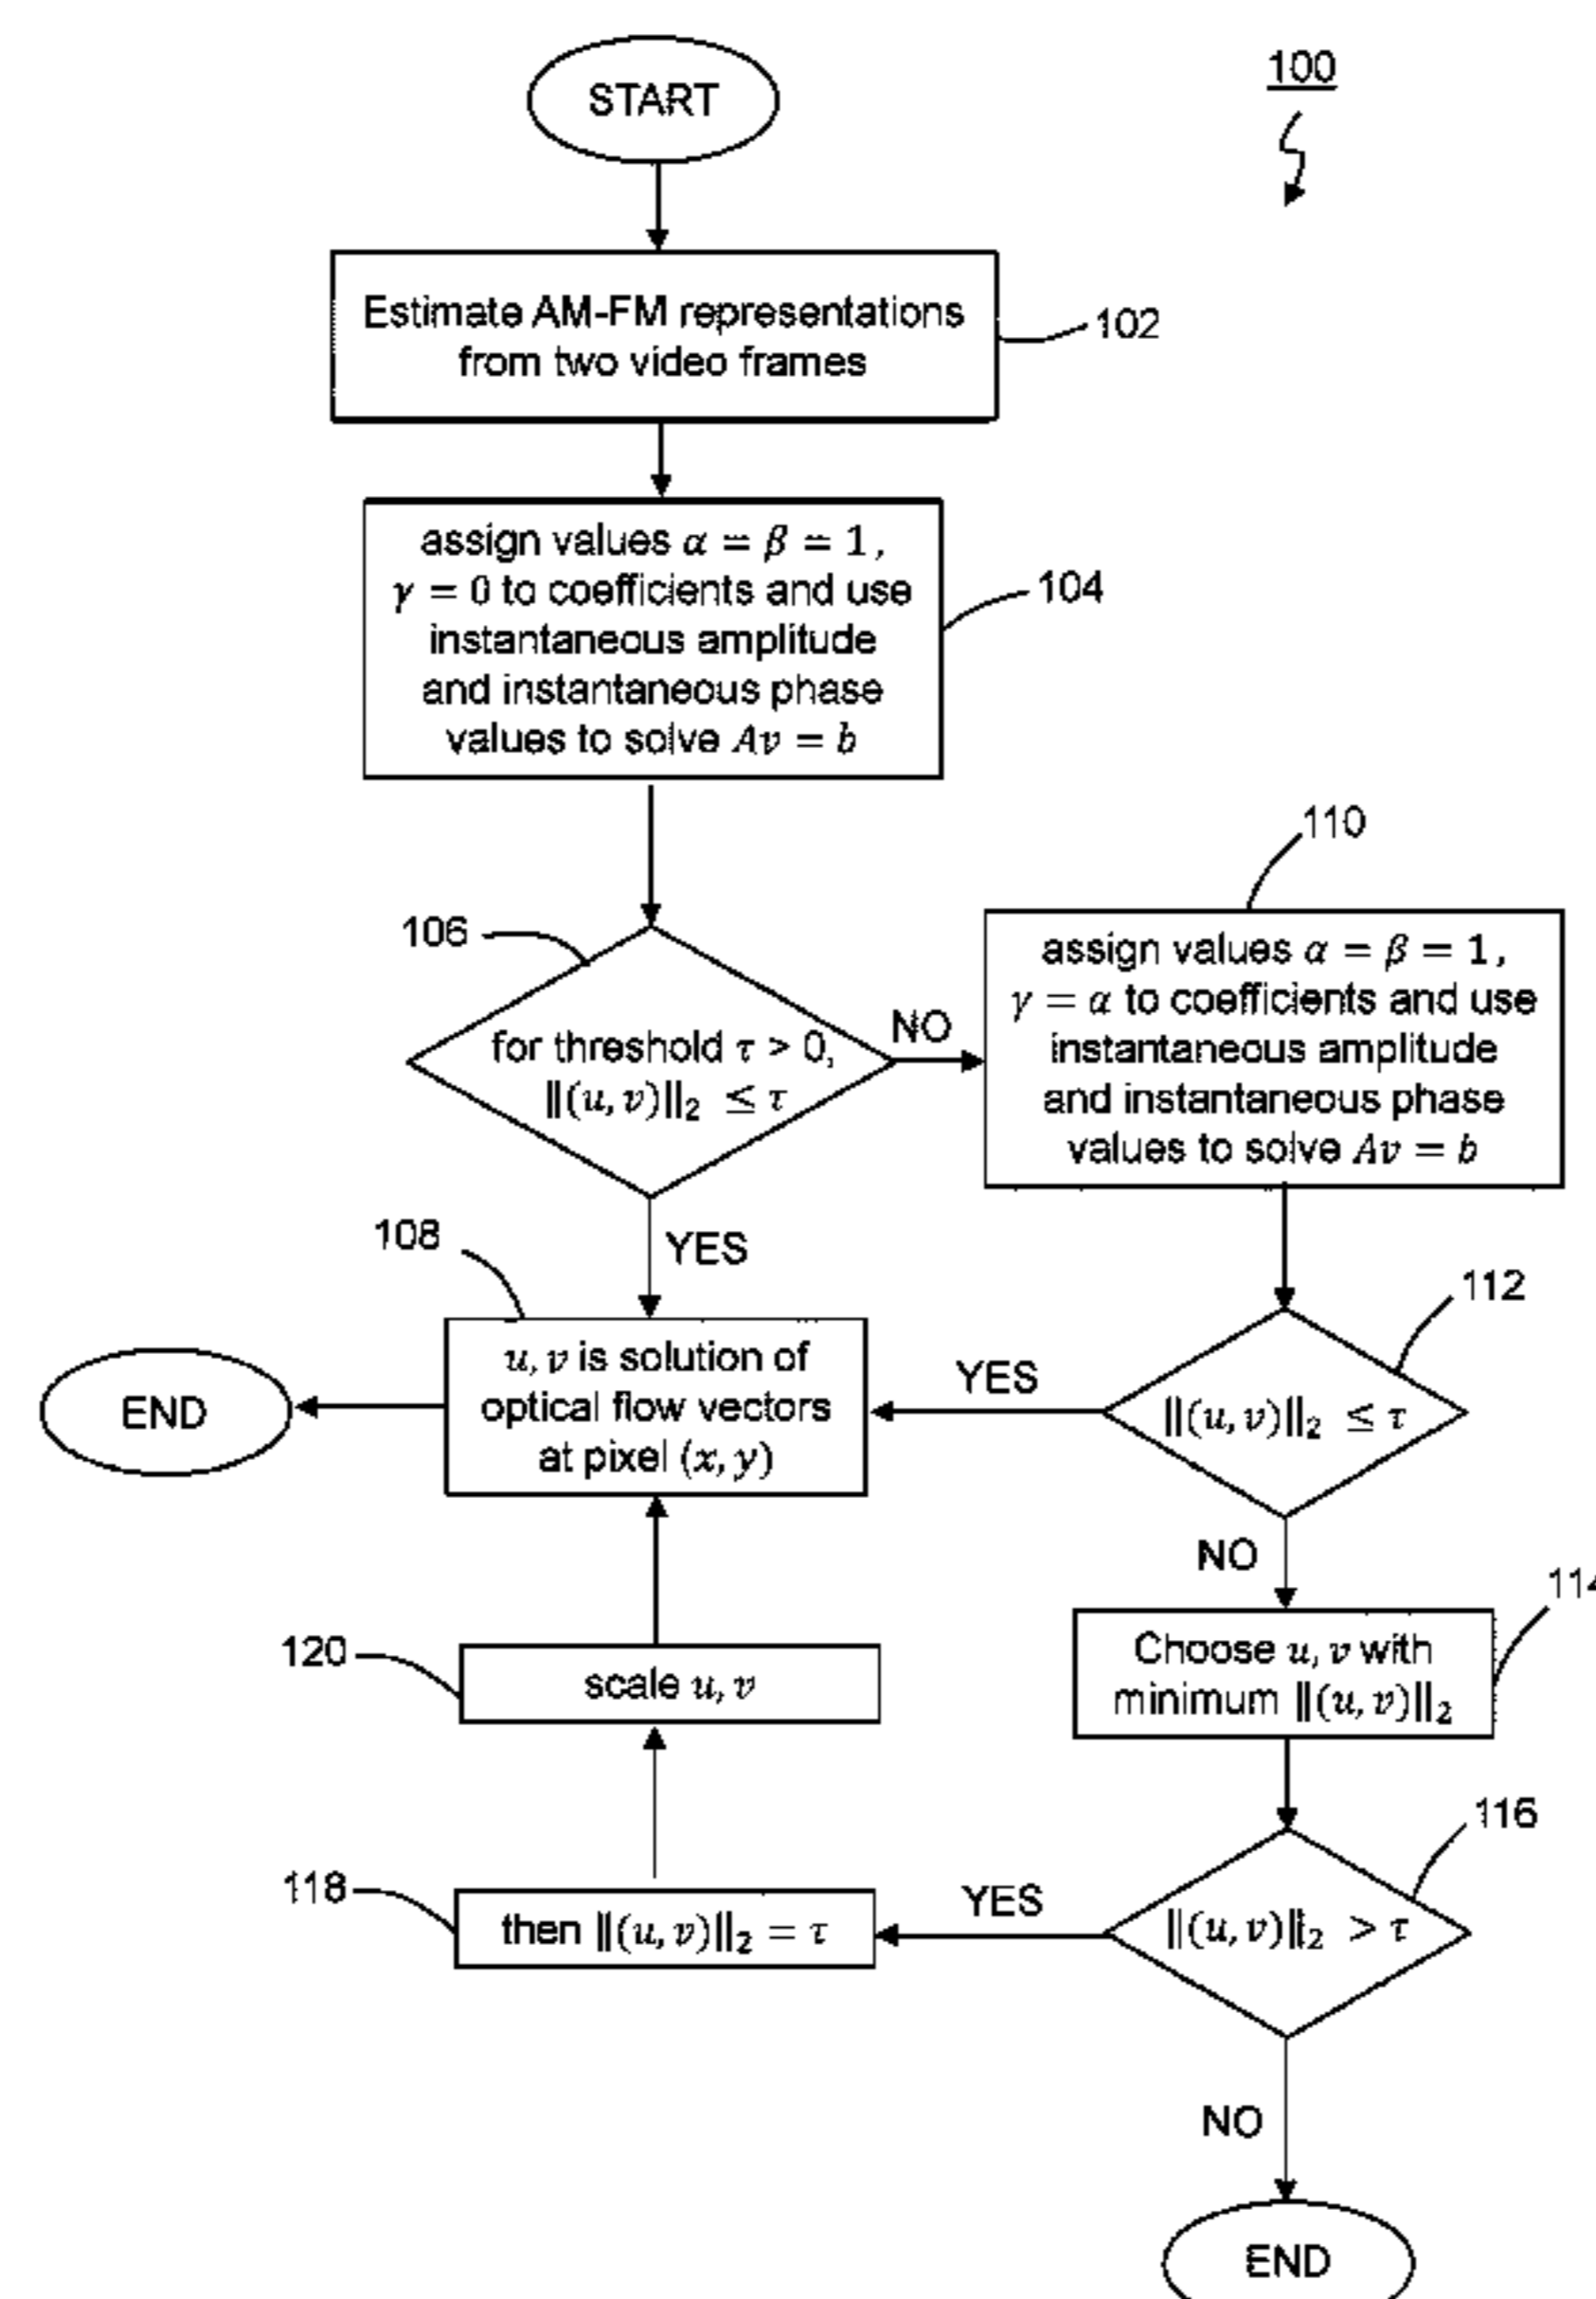 START
100
Estimate AM-FM representations
from two video frames
102
assign values α = β = 1 ,
γ = 0 to coefficients and use
instantaneous amplitude
and instantaneous phase
values to solve Av = b
104
106
for threshold τ > 0,
‖(u, v)‖₂ ≤ τ
NO
YES
110
assign values α = β = 1 ,
γ = α to coefficients and use
instantaneous amplitude
and instantaneous phase
values to solve Av = b
108
u, v is solution of
optical flow vectors
at pixel (x, y)
END
112
‖(u, v)‖₂ ≤ τ
YES
NO
114
Choose u, v with
minimum ‖(u, v)‖₂
120
scale u, v
116
‖(u, v)‖₂ > τ
YES
118
then ‖(u, v)‖₂ = τ
NO
END